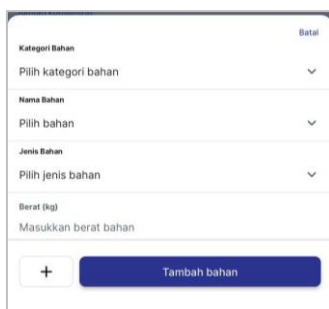 Batal
Kategori Bahan
Pilih kategori bahan
Nama Bahan
Pilih bahan
Jenis Bahan
Pilih jenis bahan
Berat (kg)
Masukkan berat bahan
+ Tambah bahan